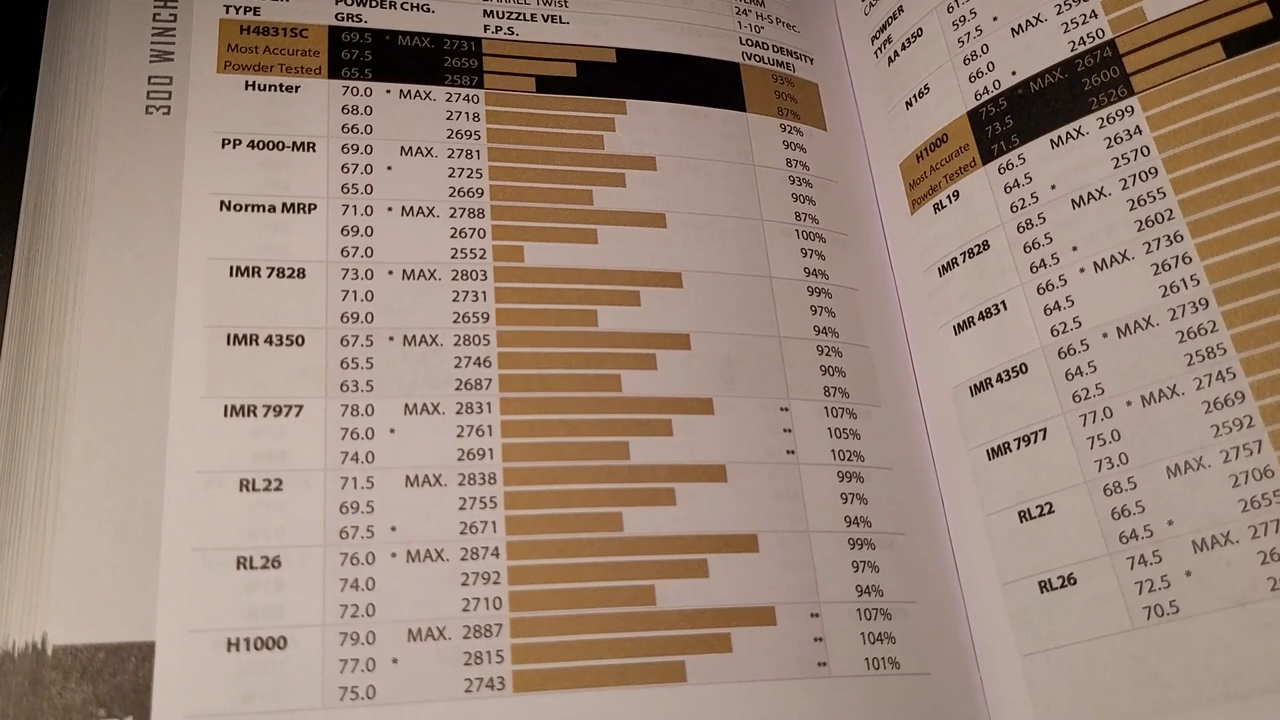 300 WINCH
TYPE
POWDER CHG.
GRS.
BARREL Twist
MUZZLE VEL.
F.P.S.
24" H-S Prec.
1-10"
LOAD DENSITY
(VOLUME)
H4831SC 69.5 * MAX. 2731 93%
Most Accurate 67.5 2659 90%
Powder Tested 65.5 2587 87%
Hunter 70.0 * MAX. 2740 92%
68.0 2718 90%
66.0 2695 87%
PP 4000-MR 69.0 MAX. 2781 93%
67.0 * 2725 90%
65.0 2669 87%
Norma MRP 71.0 * MAX. 2788 100%
69.0 2670 97%
67.0 2552 94%
IMR 7828 73.0 * MAX. 2803 99%
71.0 2731 97%
69.0 2659 94%
IMR 4350 67.5 * MAX. 2805 92%
65.5 2746 90%
63.5 2687 87%
IMR 7977 78.0 MAX. 2831 ** 107%
76.0 * 2761 ** 105%
74.0 2691 ** 102%
RL22 71.5 MAX. 2838 99%
69.5 2755 97%
67.5 * 2671 94%
RL26 76.0 * MAX. 2874 99%
74.0 2792 97%
72.0 2710 94%
H1000 79.0 MAX. 2887 ** 107%
77.0 * 2815 ** 104%
75.0 2743 ** 101%
POWDER
TYPE
AA 4350
59.5 *
57.5 * 2524
N165 68.0
66.0 2450
64.0 *
H1000 75.5 * MAX. 2674
Most Accurate 73.5 2600
Powder Tested 71.5 2526
RL19 66.5 MAX. 2699
64.5 2634
62.5 * 2570
IMR 7828 68.5 MAX. 2709
66.5 2655
64.5 * 2602
IMR 4831 66.5 * MAX. 2736
64.5 2676
62.5 2615
IMR 4350 66.5 * MAX. 2739
64.5 2662
62.5 2585
IMR 7977 77.0 * MAX. 2745
75.0 2669
73.0 2592
RL22 68.5 MAX. 2757
66.5 2706
64.5 * 2655
RL26 74.5 MAX. 277
72.5 * 26
70.5 2